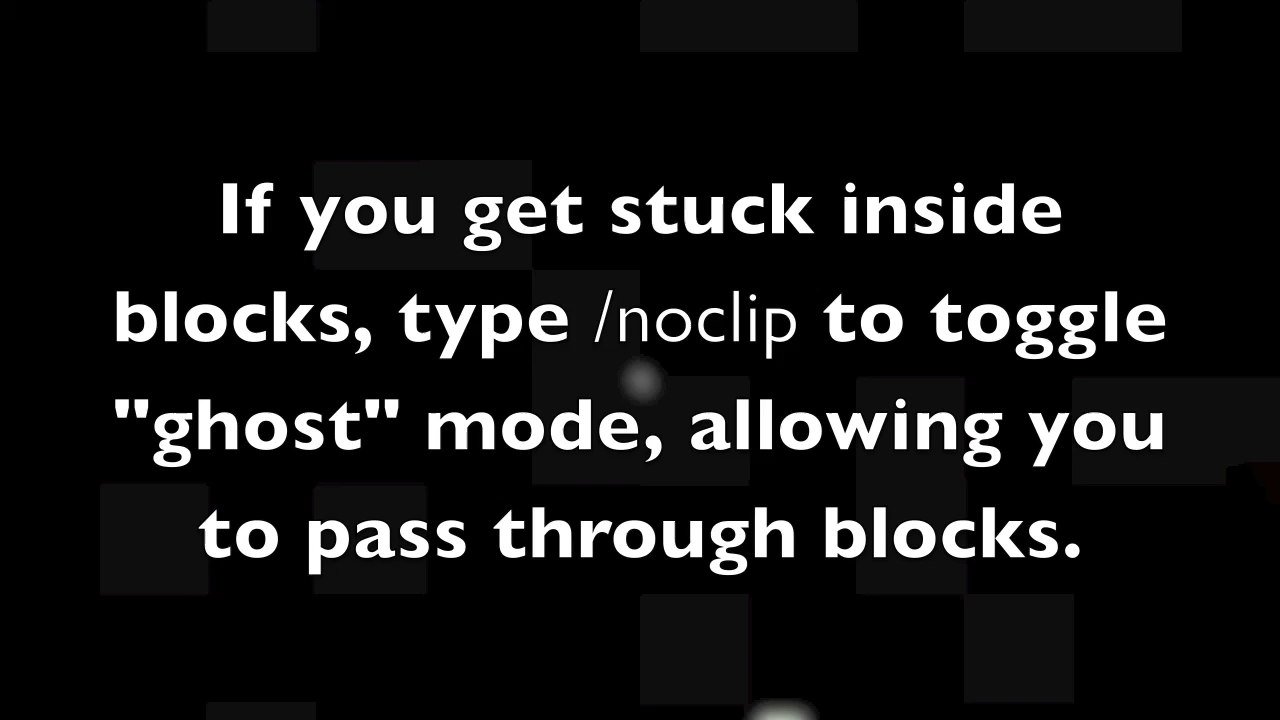 If you get stuck inside
blocks, type /noclip to toggle
"ghost" mode, allowing you
to pass through blocks.